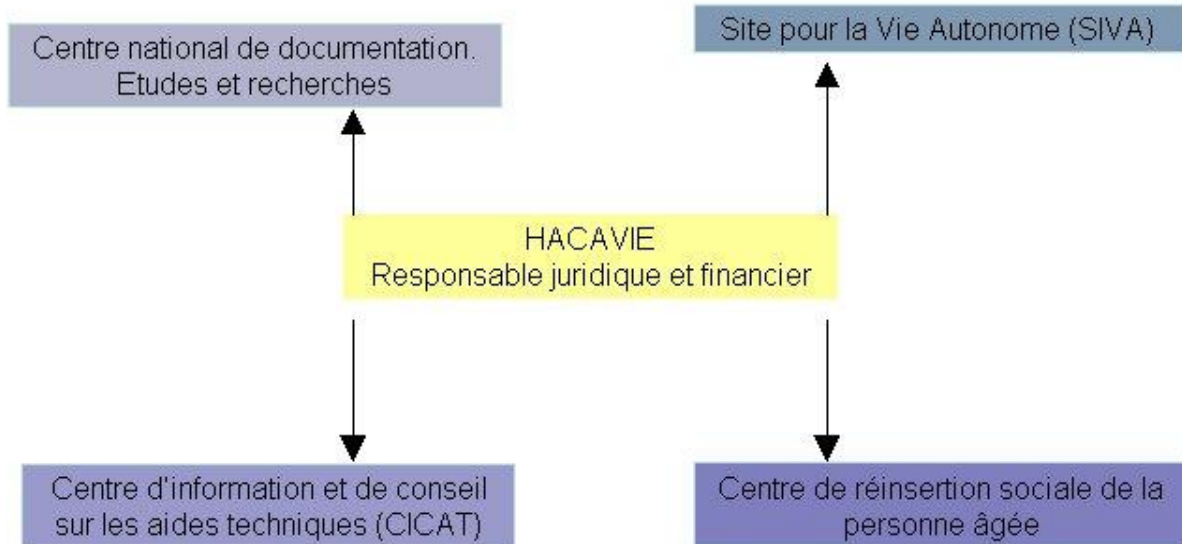 Centre national de documentation.
Etudes et recherches
Site pour la Vie Autonome (SIVA)
HACAVIE
Responsable juridique et financier
Centre d'information et de conseil
sur les aides techniques (CICAT)
Centre de réinsertion sociale de la
personne âgée